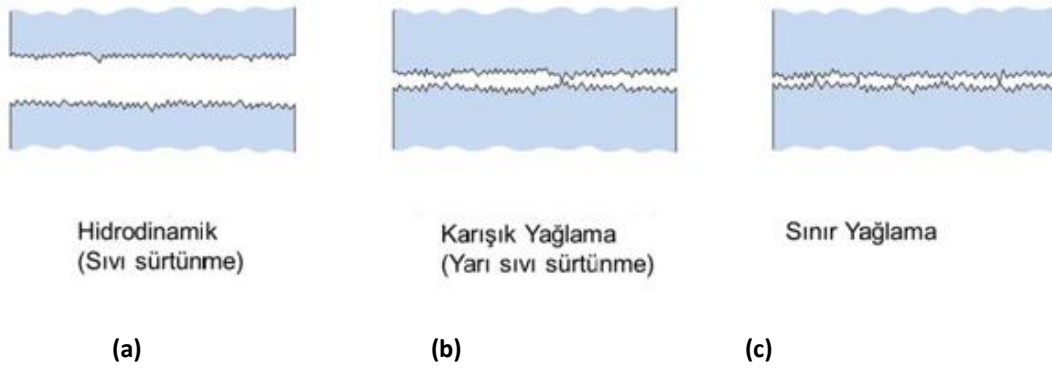 Hidrodinamik
(Sıvı sürtünme)
Karışık Yağlama
(Yarı sıvı sürtünme)
Sınır Yağlama
(a)
(b)
(c)